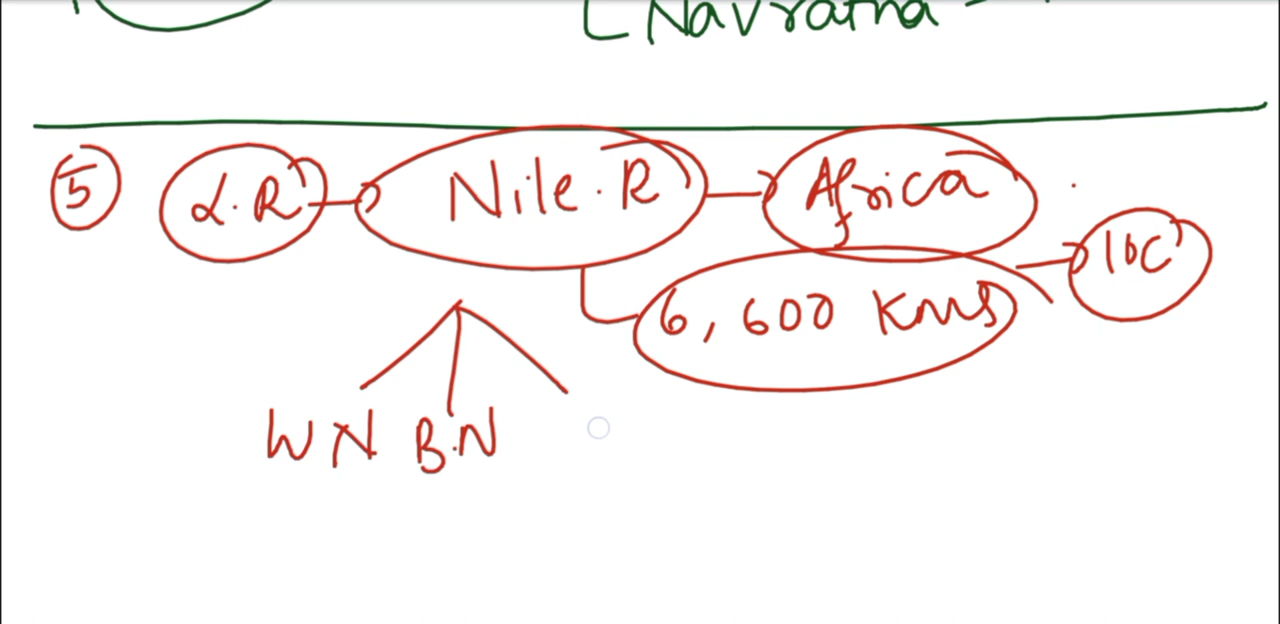 [Navratna -
5 L.R Nile.R Africa
6,600 Kms 10C
W N B.N